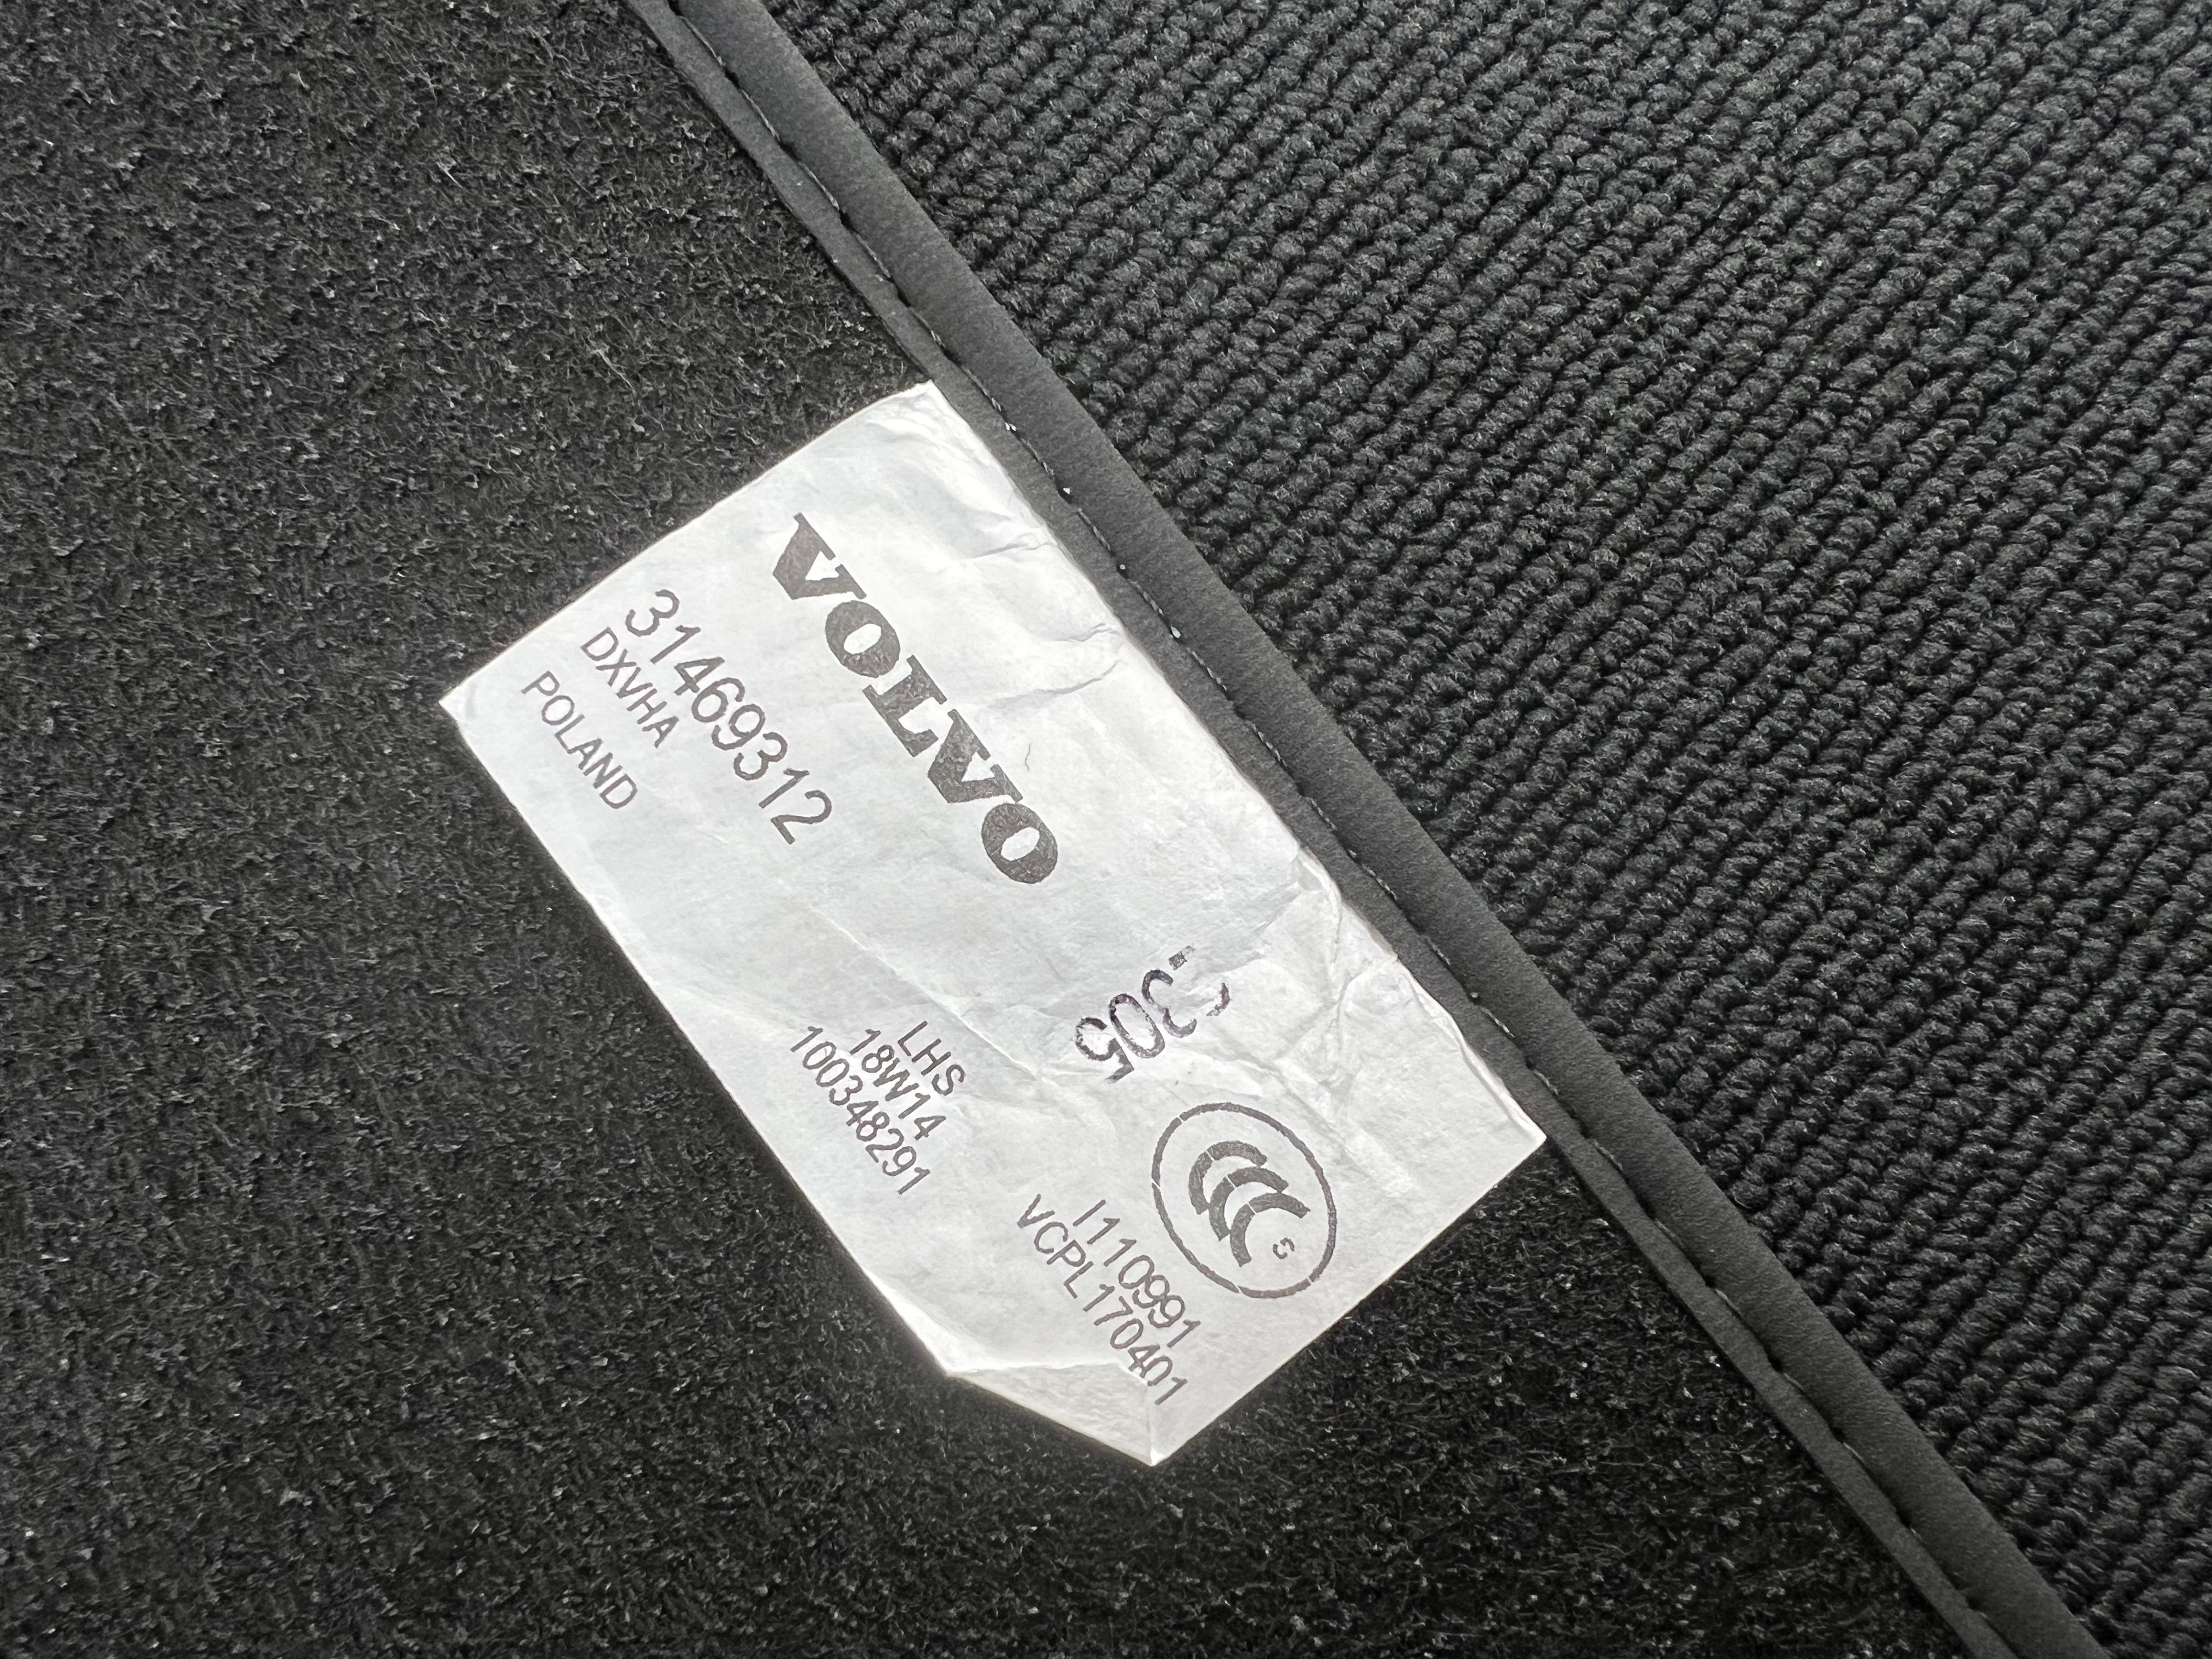 VOLVO
31469312
DXVHA
POLAND
305
LHS
18W14
100348291
S
I110991
VCPL170401